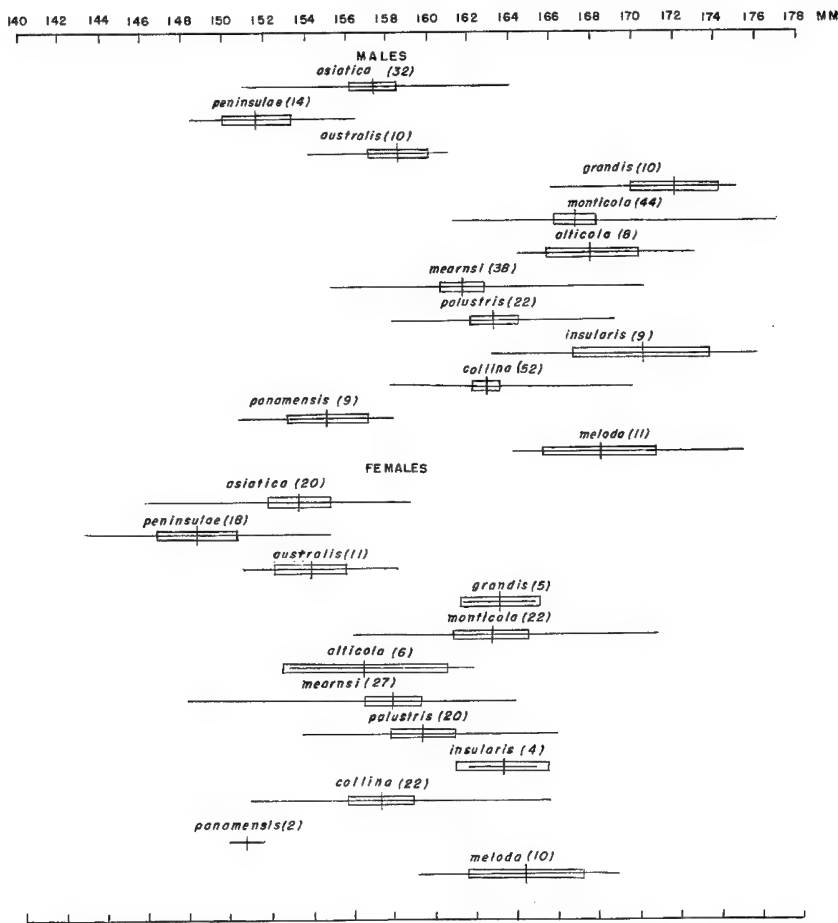 140 142 144 146 148 150 152 154 156 158 160 162 164 166 168 170 172 174 176 178 MM
MALES
asiatica (32)
peninsulae (14)
australis (10)
grandis (10)
monticola (44)
alticola (8)
mearnsi (38)
palustris (22)
insularis (9)
collina (52)
panamensis (9)
meloda (11)
FEMALES
asiatica (20)
peninsulae (18)
australis (11)
grandis (5)
monticola (22)
alticola (6)
mearnsi (27)
palustris (20)
insularis (4)
collina (22)
panamensis (2)
meloda (10)